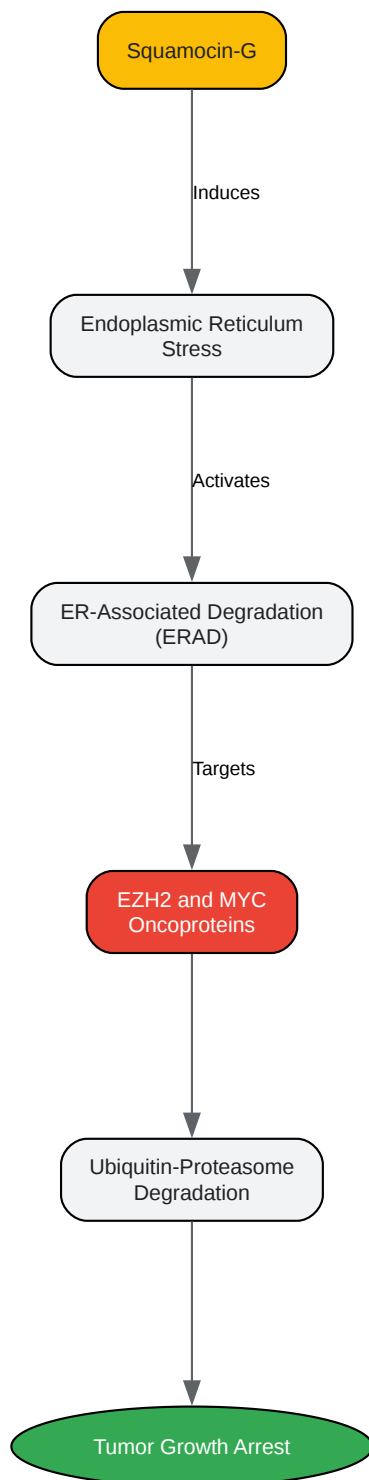 Squamocin-G
Induces
Endoplasmic Reticulum
Stress
Activates
ER-Associated Degradation
(ERAD)
Targets
EZH2 and MYC
Oncoproteins
Ubiquitin-Proteasome
Degradation
Tumor Growth Arrest